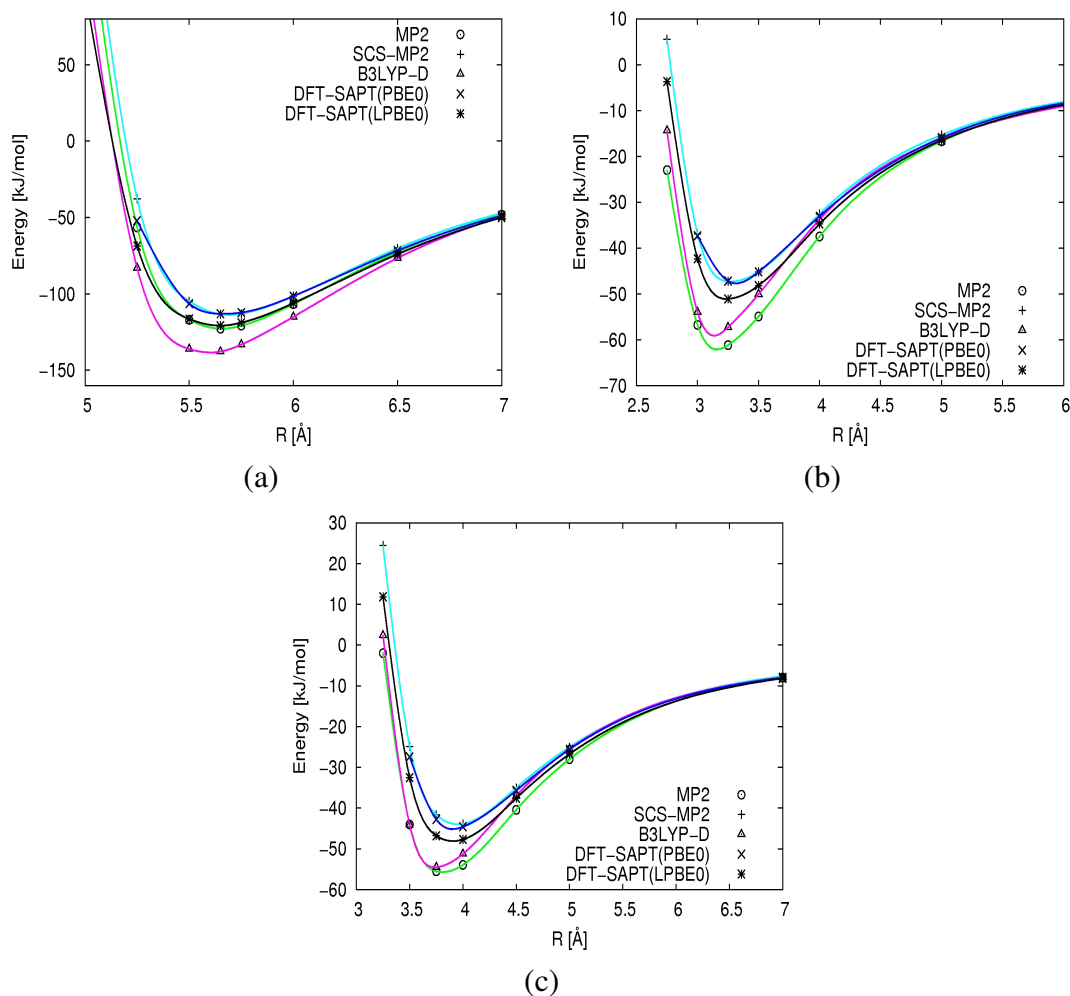 50
0
−50
−100
−150
Energy [kJ/mol]
MP2
SCS−MP2
B3LYP−D
DFT−SAPT(PBE0)
DFT−SAPT(LPBE0)
5 5.5 6 6.5 7
R [Å]
(a)
10
0
−10
−20
−30
−40
−50
−60
−70
Energy [kJ/mol]
MP2
SCS−MP2
B3LYP−D
DFT−SAPT(PBE0)
DFT−SAPT(LPBE0)
2.5 3 3.5 4 4.5 5 5.5 6
R [Å]
(b)
30
20
10
0
−10
−20
−30
−40
−50
−60
Energy [kJ/mol]
MP2
SCS−MP2
B3LYP−D
DFT−SAPT(PBE0)
DFT−SAPT(LPBE0)
3 3.5 4 4.5 5 5.5 6 6.5 7
R [Å]
(c)